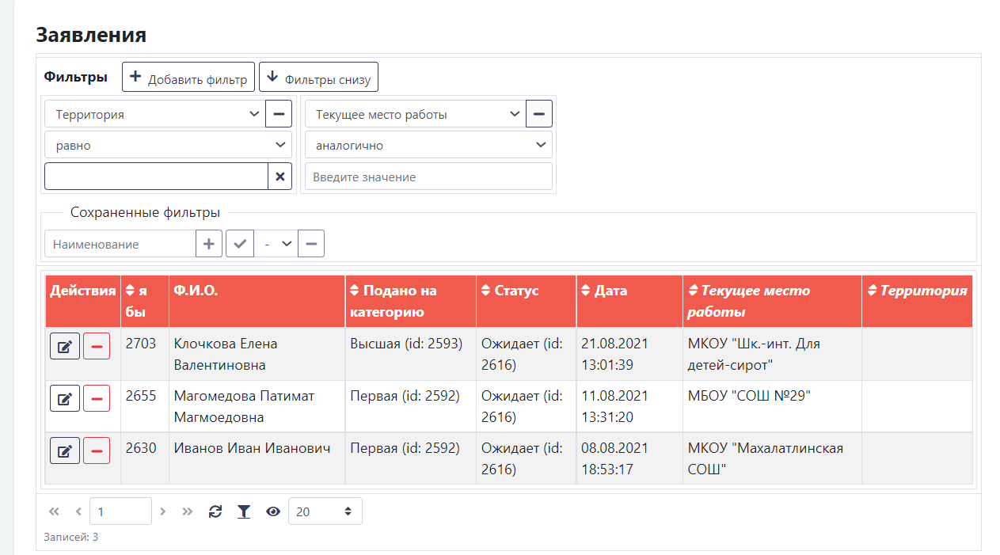 Заявления
Фильтры Добавить фильтр Фильтры снизу
Территория Текущее место работы
равно аналогично
Введите значение
Сохраненные фильтры
Наименование -
Действия я бы Ф.И.О. Подано на категорию Статус Дата Текущее место работы Территория
2703 Клочкова Елена Валентиновна Высшая (id: 2593) Ожидает (id: 2616) 21.08.2021 13:01:39 МКОУ "Шк.-инт. Для детей-сирот"
2655 Магомедова Патимат Магмоедовна Первая (id: 2592) Ожидает (id: 2616) 11.08.2021 13:31:20 МБОУ "СОШ №29"
2630 Иванов Иван Иванович Первая (id: 2592) Ожидает (id: 2616) 08.08.2021 18:53:17 МКОУ "Махалатлинская СОШ"
1 20
Записей: 3